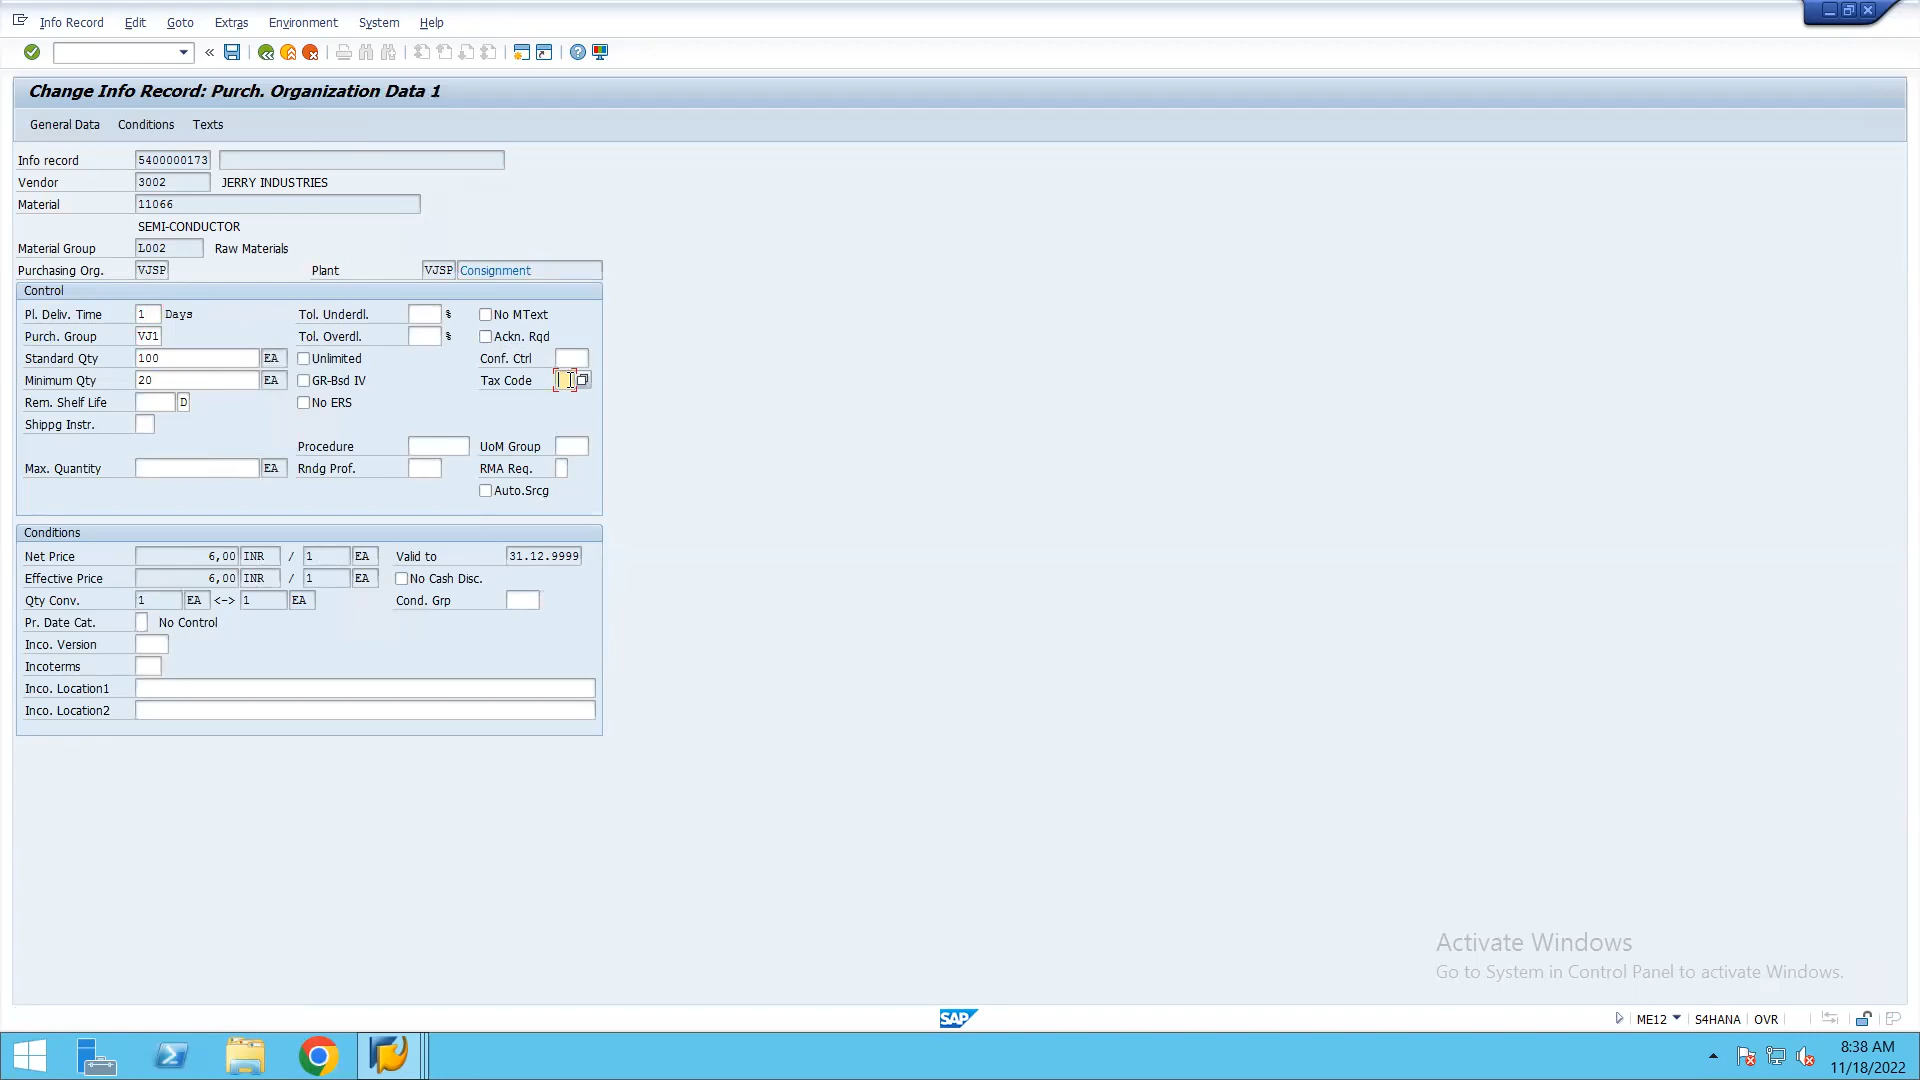 Info Record Edit Goto Extras Environment System Help
Change Info Record: Purch. Organization Data 1
General Data Conditions Texts
Info record 5400000173
Vendor 3002 JERRY INDUSTRIES
Material 11066
SEMI-CONDUCTOR
Material Group L002 Raw Materials
Purchasing Org. VJSP Plant VJSP Consignment
Control
Pl. Deliv. Time 1 Days Tol. Underdl. % No MText
Purch. Group VJ1 Tol. Overdl. % Ackn. Rqd
Standard Qty 100 EA Unlimited Conf. Ctrl
Minimum Qty 20 EA GR-Bsd IV Tax Code
Rem. Shelf Life D No ERS
Shippg Instr.
Procedure UoM Group
Max. Quantity EA Rndg Prof. RMA Req.
Auto.Srcg
Conditions
Net Price 6,00 INR / 1 EA Valid to 31.12.9999
Effective Price 6,00 INR / 1 EA No Cash Disc.
Qty Conv. 1 EA <-> 1 EA Cond. Grp
Pr. Date Cat. No Control
Inco. Version
Incoterms
Inco. Location1
Inco. Location2
Activate Windows
Go to System in Control Panel to activate Windows.
SAP ME12 S4HANA OVR
8:38 AM
11/18/2022